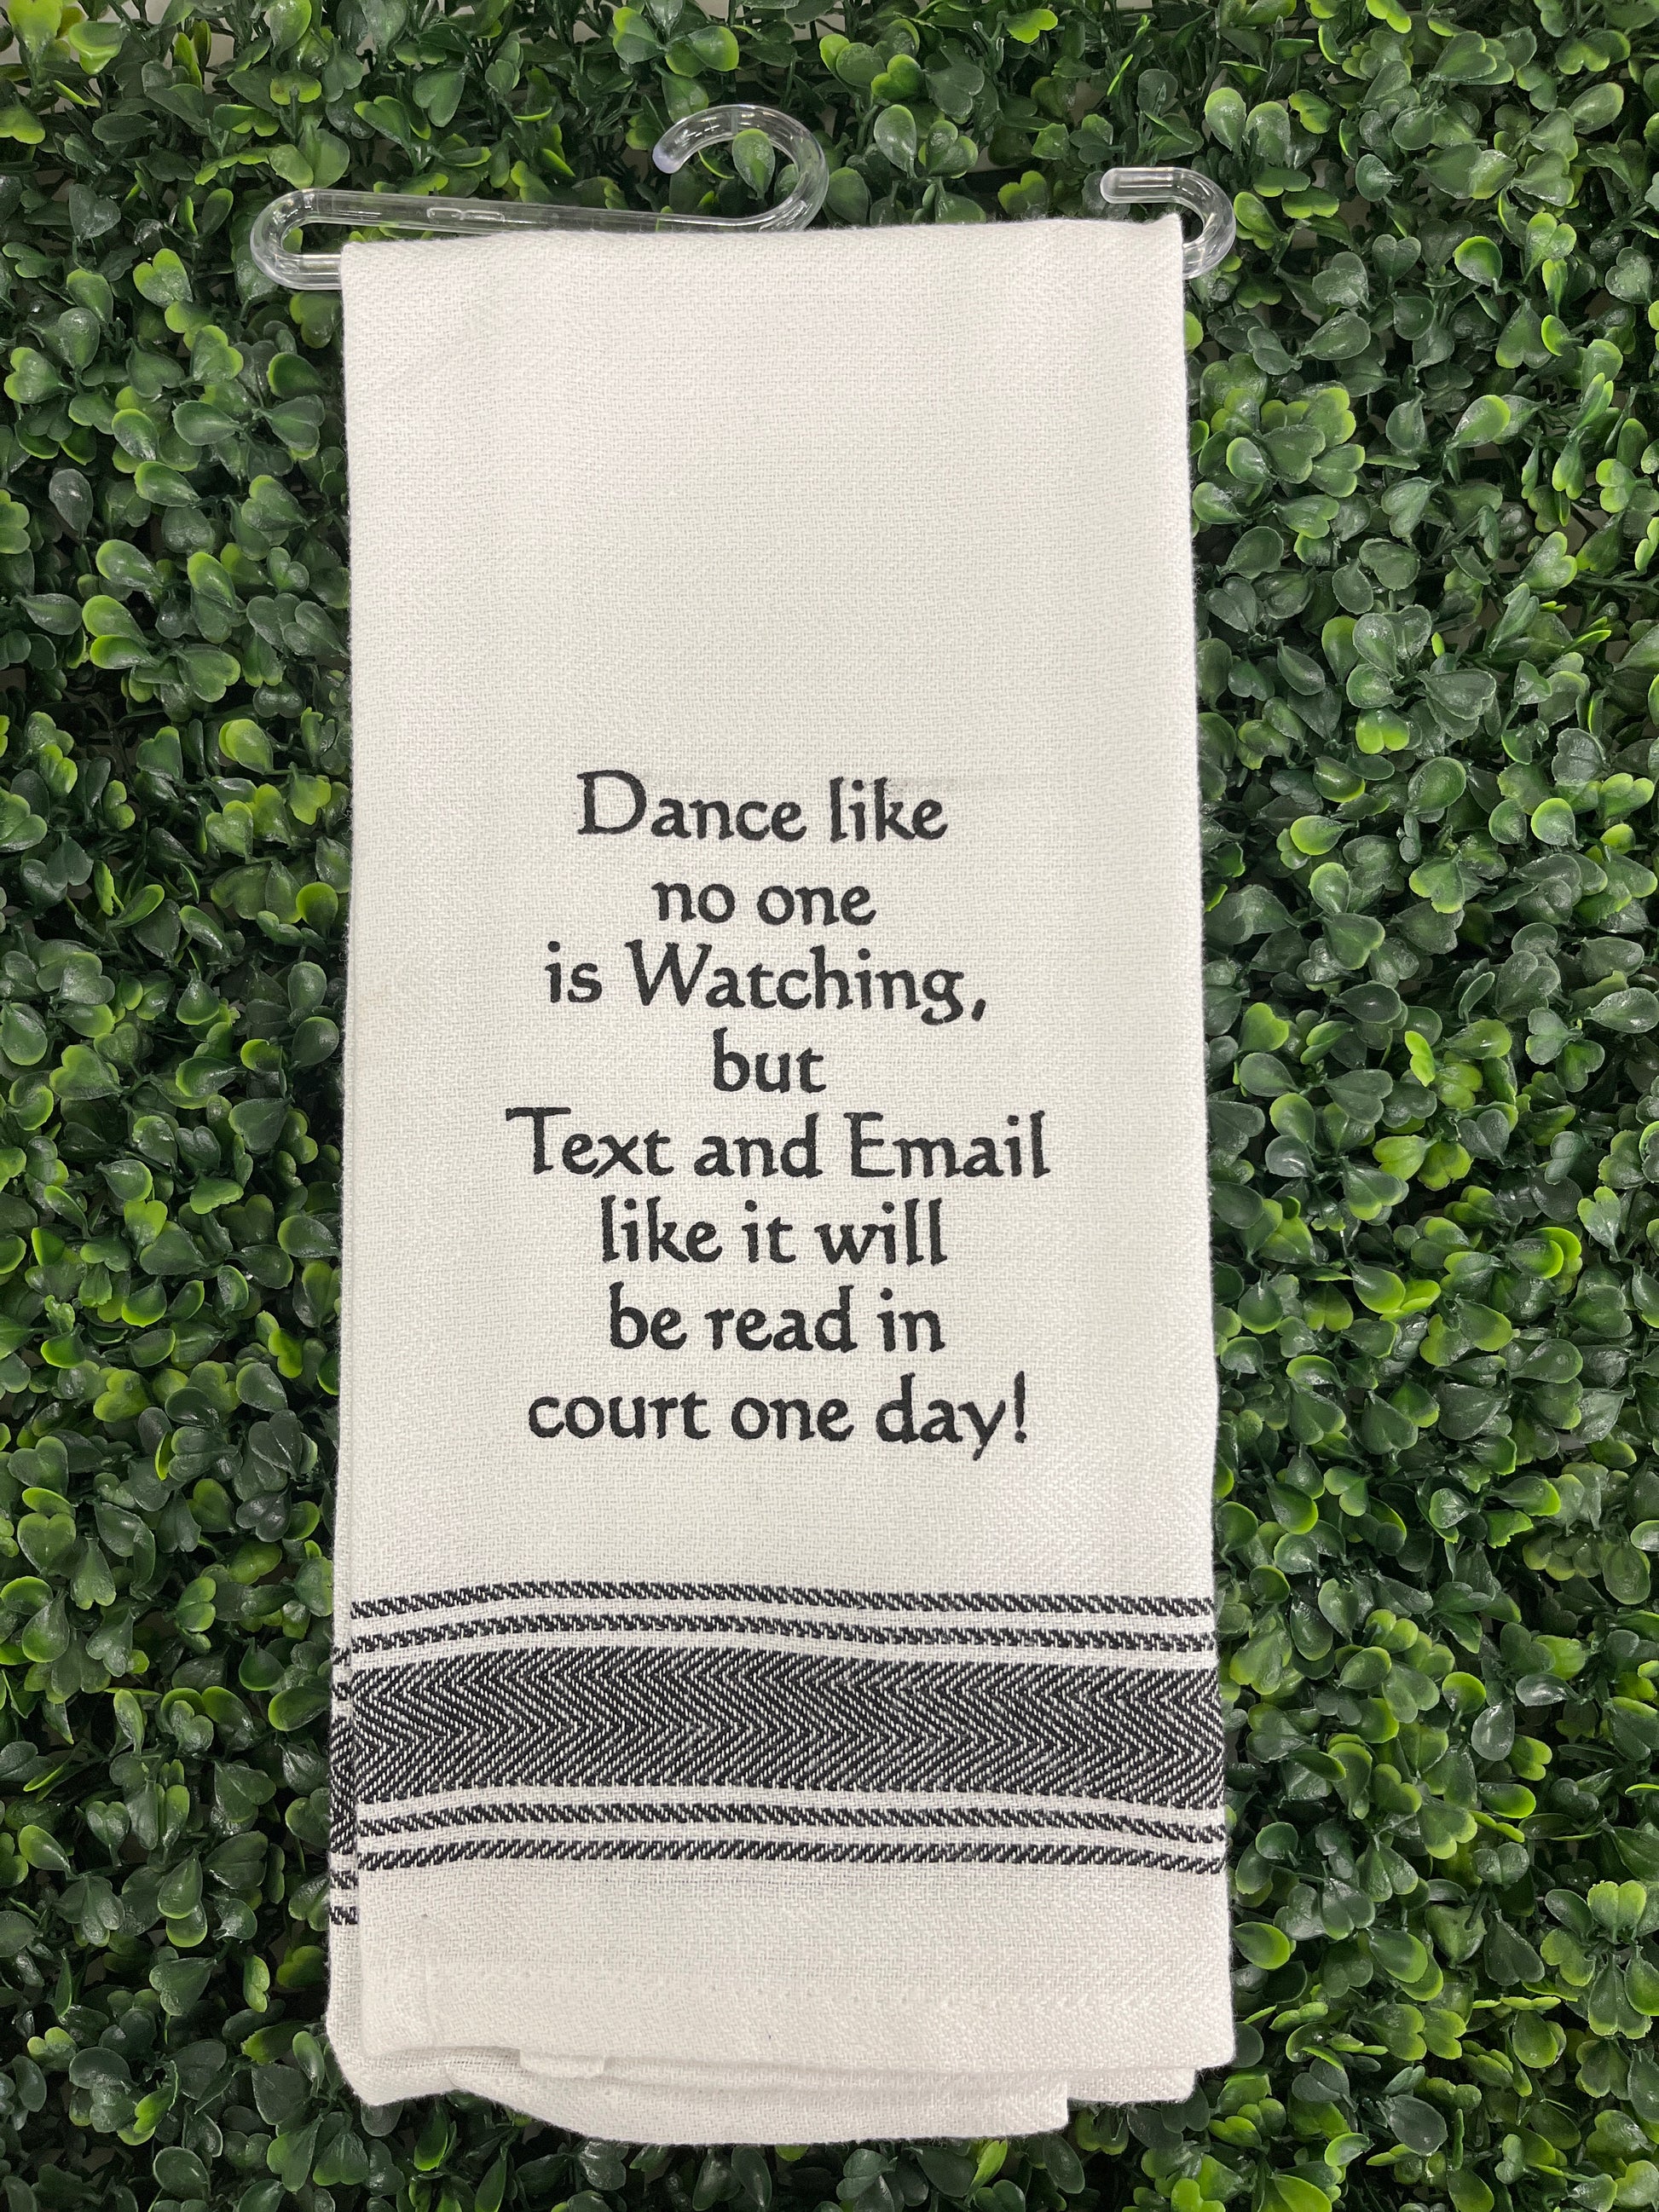 Dance like
no one
is Watching,
but
Text and Email
like it will
be read in
court one day!